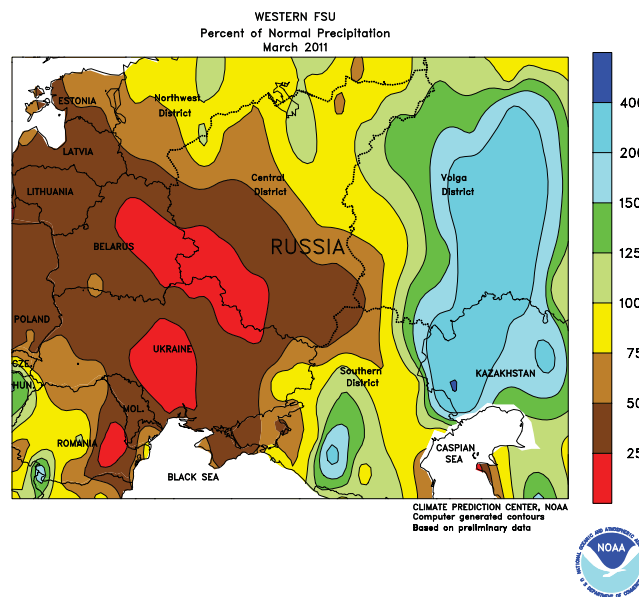 WESTERN FSU
Percent of Normal Precipitation
March 2011
ESTONIA
Northwest
District
LATVIA
LITHUANIA
Central
District
Volga
District
BELARUS
RUSSIA
POLAND
UKRAINE
CZE.
HUN.
Southern
District
KAZAKHSTAN
MOL.
ROMANIA
CASPIAN
SEA
BLACK SEA
400
200
150
125
100
75
50
25
CLIMATE PREDICTION CENTER, NOAA
Computer generated contours
Based on preliminary data
NOAA